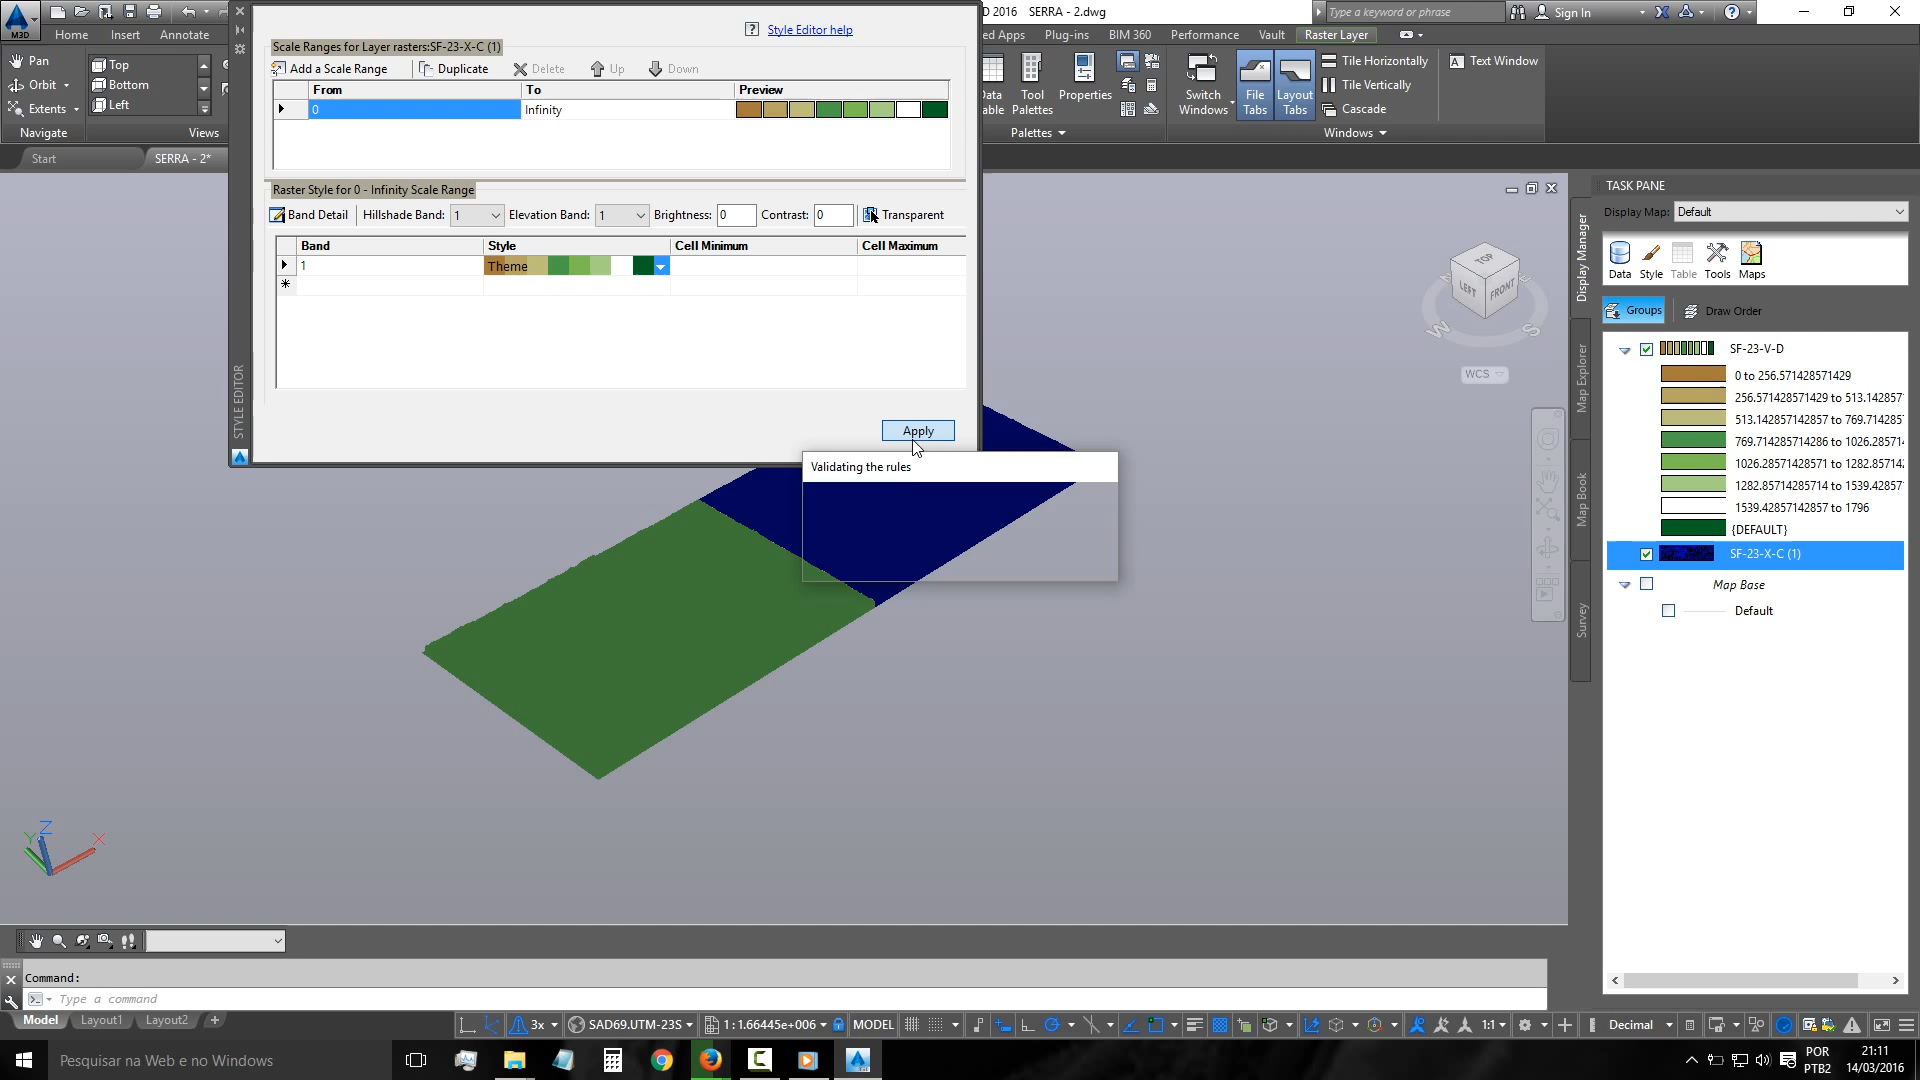 M3D
D 2016 SERRA - 2.dwg
Type a keyword or phrase
Sign In
Home Insert Annotate
ed Apps Plug-ins BIM 360 Performance Vault Raster Layer
Pan
Orbit
Extents
Navigate
Top
Bottom
Left
Views
Data
Table
Tool
Palettes
Properties
Palettes
Switch
Windows
File
Tabs
Layout
Tabs
Tile Horizontally
Tile Vertically
Cascade
Text Window
Windows
Start
SERRA - 2*
STYLE EDITOR
Style Editor help
Scale Ranges for Layer rasters:SF-23-X-C (1)
Add a Scale Range Duplicate Delete Up Down
From To Preview
0 Infinity
Raster Style for 0 - Infinity Scale Range
Band Detail Hillshade Band: 1 Elevation Band: 1 Brightness: 0 Contrast: 0 Transparent
Band Style Cell Minimum Cell Maximum
1 Theme
Apply
Validating the rules
TOP
LEFT
FRONT
W
S
WCS
TASK PANE
Display Map: Default
Data Style Table Tools Maps
Groups Draw Order
Display Manager
Map Explorer
Map Book
Survey
SF-23-V-D
0 to 256.571428571429
256.571428571429 to 513.142857
513.142857142857 to 769.714285
769.714285714286 to 1026.28571
1026.28571428571 to 1282.85714
1282.85714285714 to 1539.42857
1539.42857142857 to 1796
{DEFAULT}
SF-23-X-C (1)
Map Base
Default
Z
Y
X
Command:
Type a command
Model Layout1 Layout2 +
3x SAD69.UTM-23S 1:1.66445e+006 MODEL 1:1 Decimal
Pesquisar na Web e no Windows
POR
PTB2
21:11
14/03/2016